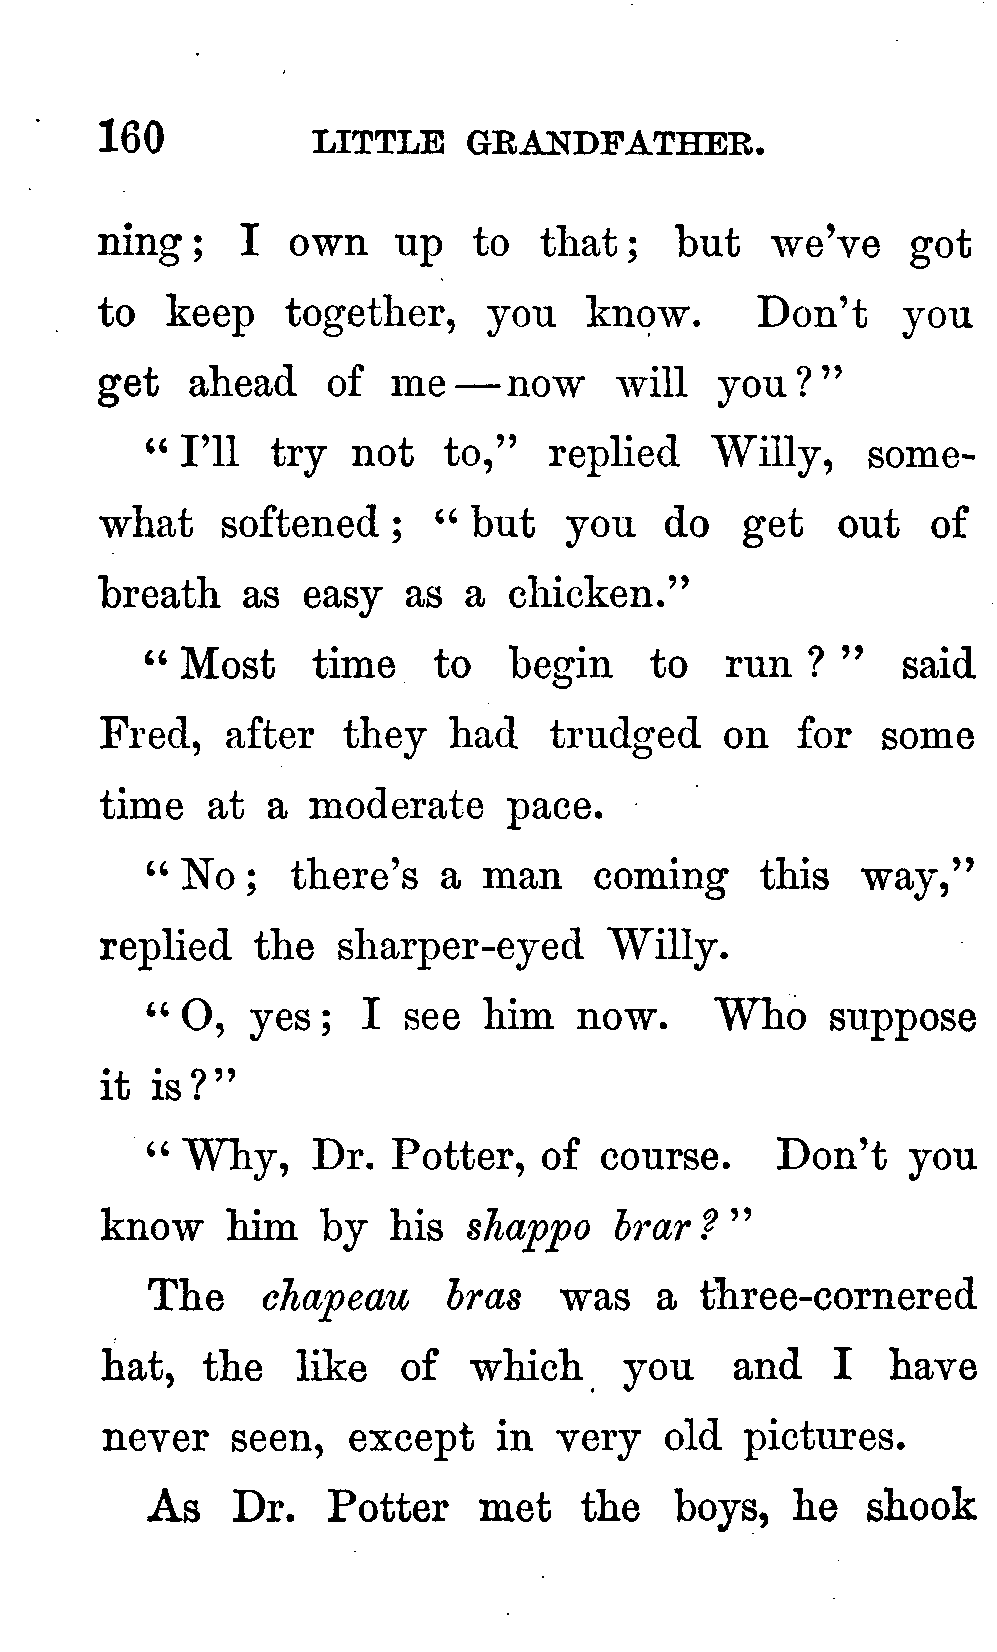 160 LITTLE GRANDFATHER.
ning; I own up to that; but we've got
to keep together, you know. Don't you
get ahead of me—now will you?"
"I'll try not to," replied Willy, some-
what softened; "but you do get out of
breath as easy as a chicken."
"Most time to begin to run?" said
Fred, after they had trudged on for some
time at a moderate pace.
"No; there's a man coming this way,"
replied the sharper-eyed Willy.
"O, yes; I see him now. Who suppose
it is?"
"Why, Dr. Potter, of course. Don't you
know him by his shappo brar?"
The chapeau bras was a three-cornered
hat, the like of which you and I have
never seen, except in very old pictures.
As Dr. Potter met the boys, he shook